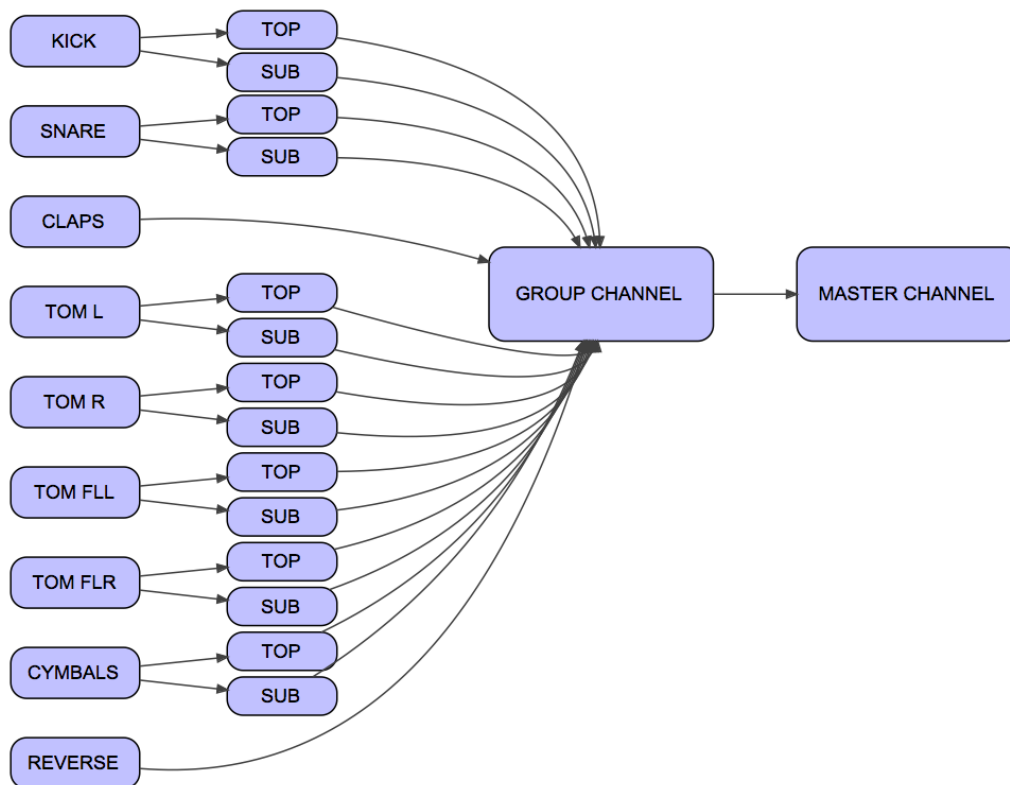 KICK
TOP
SUB
SNARE
TOP
SUB
CLAPS
TOM L
TOP
SUB
TOM R
TOP
SUB
TOM FLL
TOP
SUB
TOM FLR
TOP
SUB
CYMBALS
TOP
SUB
REVERSE
GROUP CHANNEL
MASTER CHANNEL